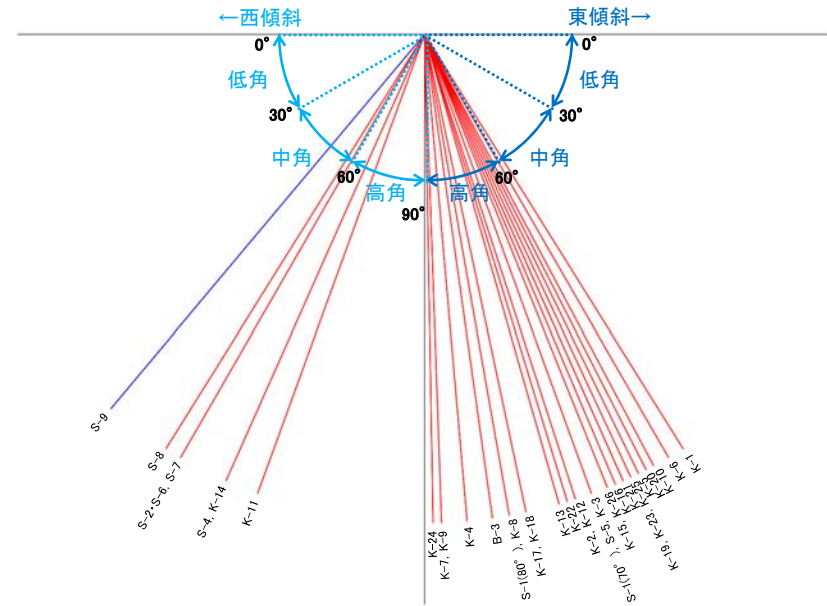 ←西傾斜
東傾斜→
0°
0°
低角
低角
30°
30°
中角
中角
60°
60°
高角
高角
90°
S-9
S-8
S-2・S-6, S-7
S-4, K-14
K-11
K-24
K-7, K-9
K-4
B-3
S-1(80°), K-8
K-17, K-18
K-13
K-22
K-12
K-2, K-3
S-5, K-26
K-16
S-1(70°),
K-15,
K-19, K-23,
K-6
K-1